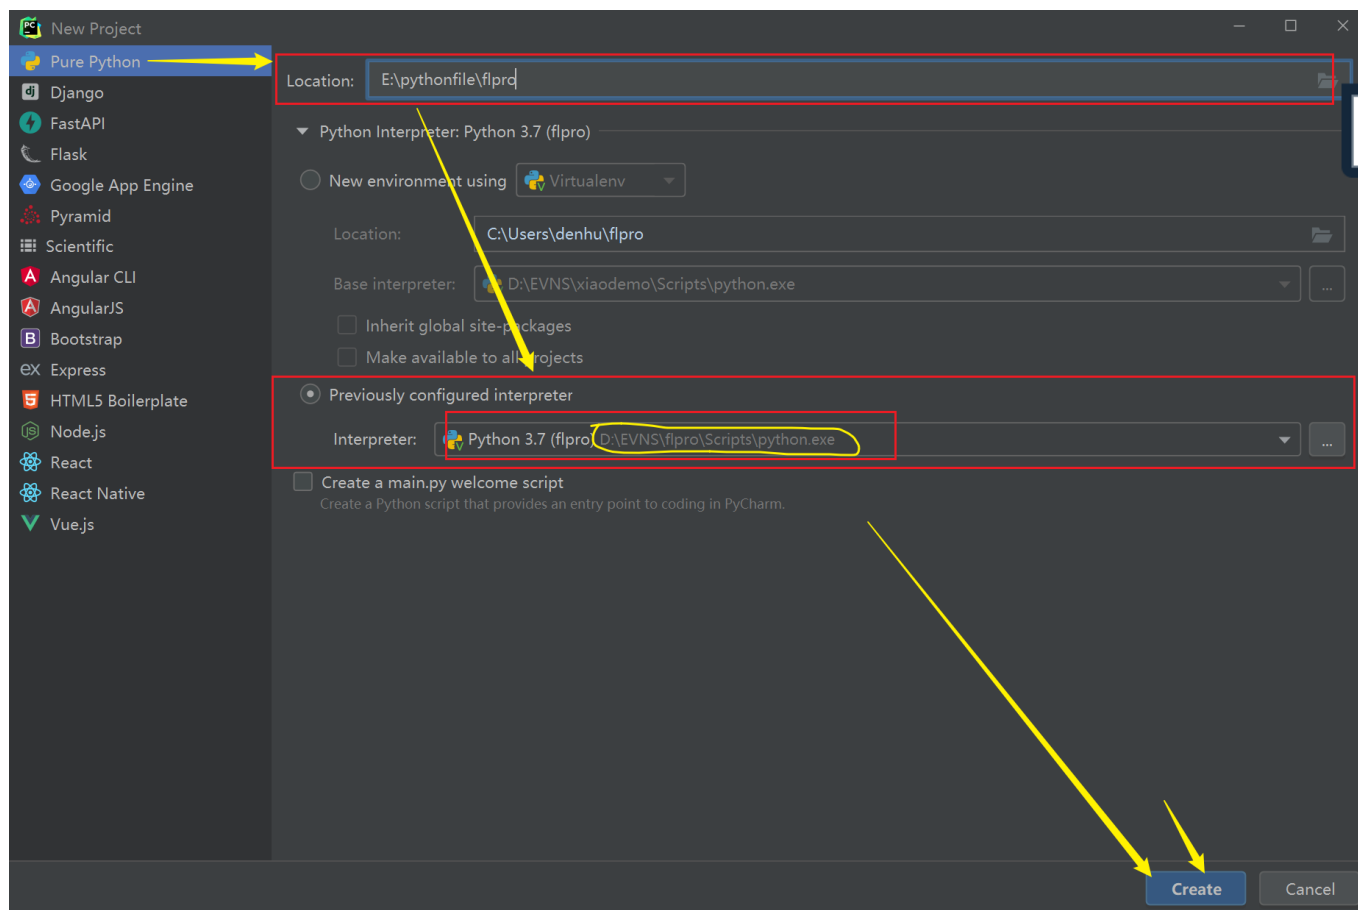 New Project
Pure Python
Django
FastAPI
Flask
Google App Engine
Pyramid
Scientific
Angular CLI
AngularJS
Bootstrap
Express
HTML5 Boilerplate
Node.js
React
React Native
Vue.js
Location: E:\pythonfile\flpro
Python Interpreter: Python 3.7 (flpro)
New environment using Virtualenv
Location: C:\Users\denhu\flpro
Base interpreter: D:\EVNS\xiaodemo\Scripts\python.exe ...
Inherit global site-packages
Make available to all projects
Previously configured interpreter
Interpreter: Python 3.7 (flpro) D:\EVNS\flpro\Scripts\python.exe ...
Create a main.py welcome script
Create a Python script that provides an entry point to coding in PyCharm.
Create Cancel